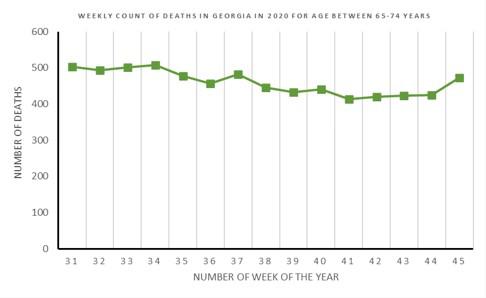 WEEKLY COUNT OF DEATHS IN GEORGIA IN 2020 FOR AGE BETWEEN 65-74 YEARS
NUMBER OF DEATHS
600
500
400
300
200
100
0
31 32 33 34 35 36 37 38 39 40 41 42 43 44 45
NUMBER OF WEEK OF THE YEAR